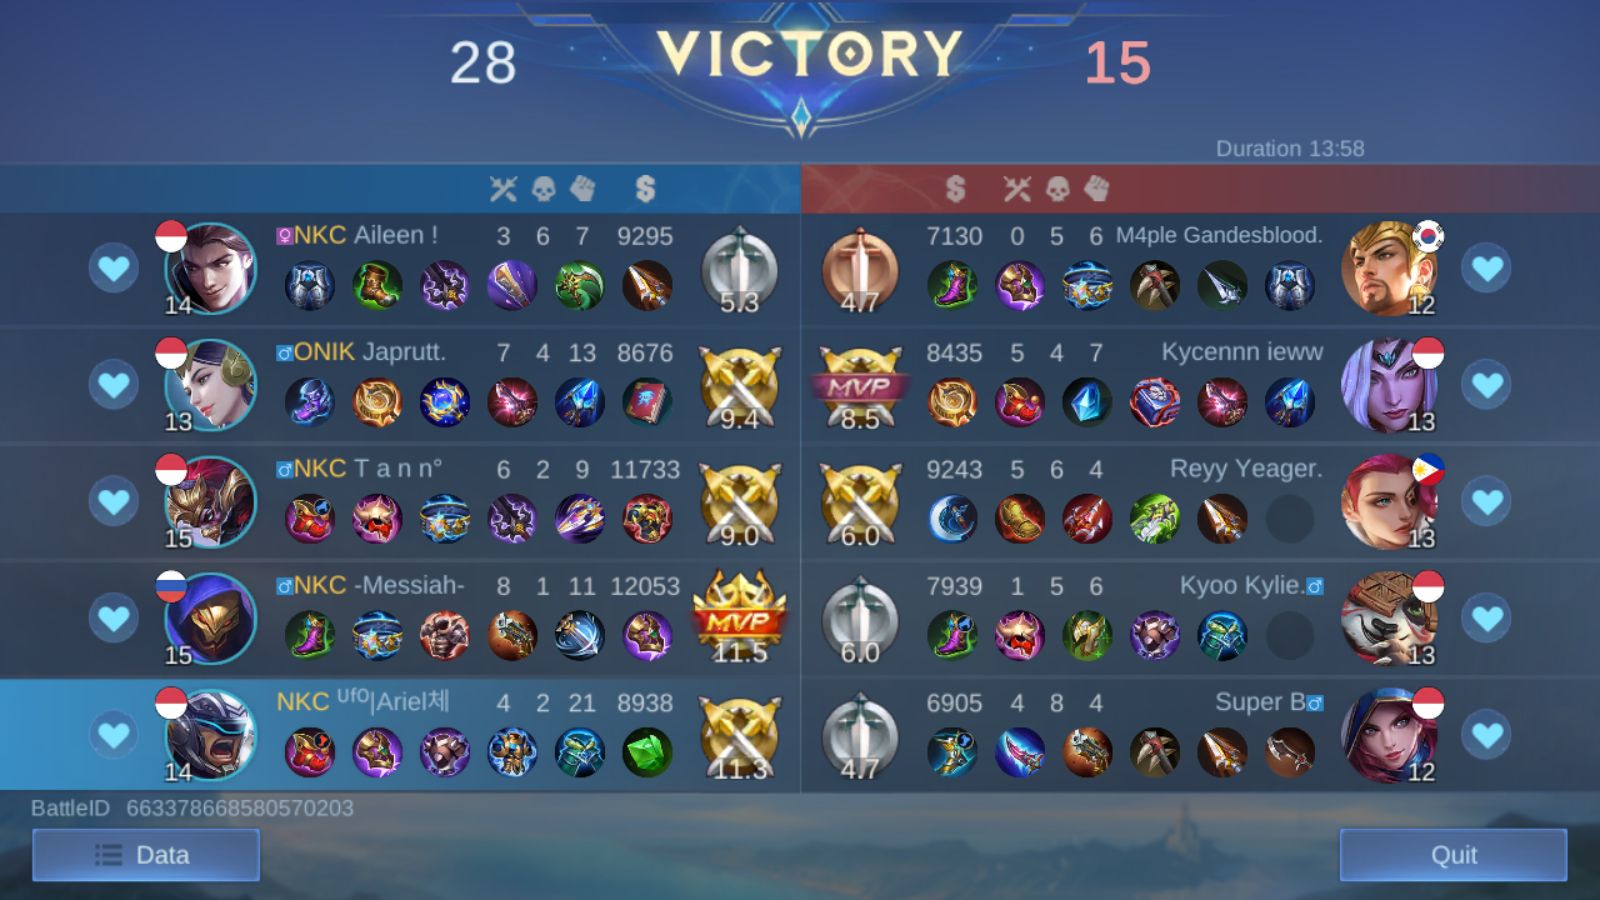 28 VICTORY 15
Duration 13:58
NKC Aileen ! 3 6 7 9295
14 5.3
4.7 7130 0 5 6 M4ple Gandesblood.
12
ONIK Japrutt. 7 4 13 8676
13 9.4
MVP 8.5 8435 5 4 7 Kycennn ieww
13
NKC T a n n° 6 2 9 11733
15 9.0
6.0 9243 5 6 4 Reyy Yeager.
13
NKC -Messiah- 8 1 11 12053
15 MVP 11.5
6.0 7939 1 5 6 Kyoo Kylie.
13
NKC ᵁᶠᴼ|Ariel체 4 2 21 8938
14 11.3
4.7 6905 4 8 4 Super B
12
BattleID 663378668580570203
Data
Quit